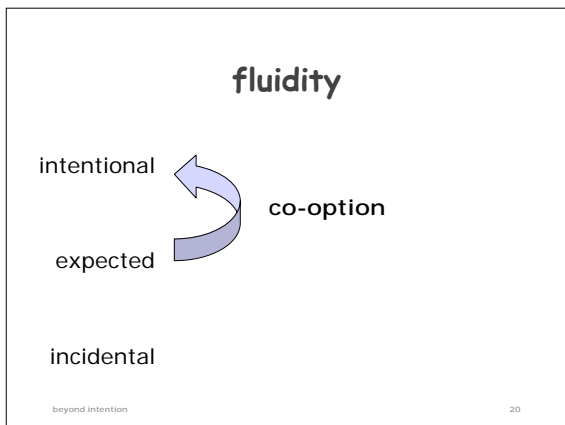 fluidity
intentional
co-option
expected
incidental
beyond intention
20